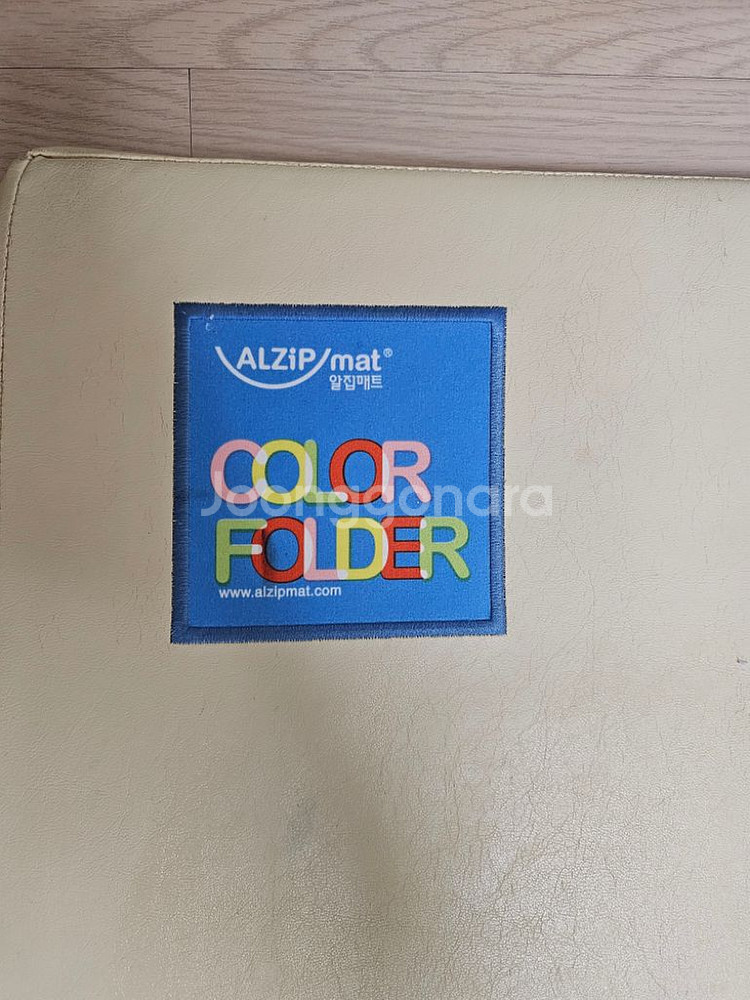 ALZiP mat®
알집매트
COLOR
Joonggonara
FOLDER
www.alzipmat.com